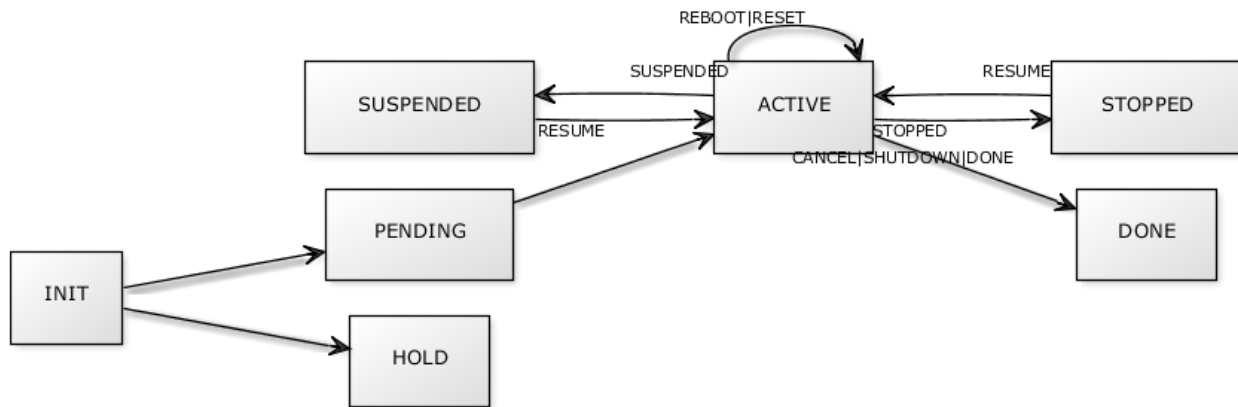 REBOOT|RESET
SUSPENDED
RESUME
SUSPENDED
ACTIVE
STOPPED
RESUME
STOPPED
CANCEL|SHUTDOWN|DONE
PENDING
DONE
INIT
HOLD